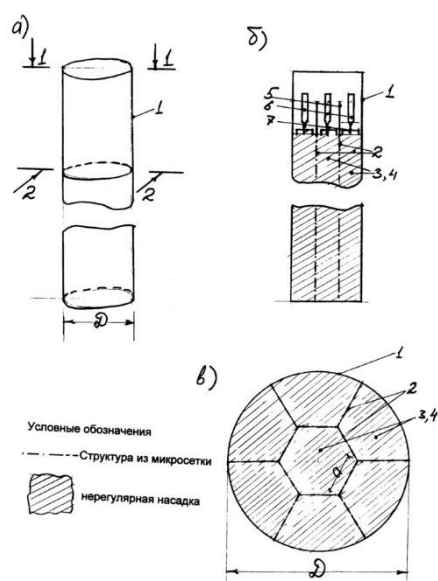 а)
1 1
1
2 2
Д
б)
5
6
7
1
2
3, 4
в)
1
2
3, 4
а
Д
Условные обозначения
Структура из микросетки
нерегулярная насадка